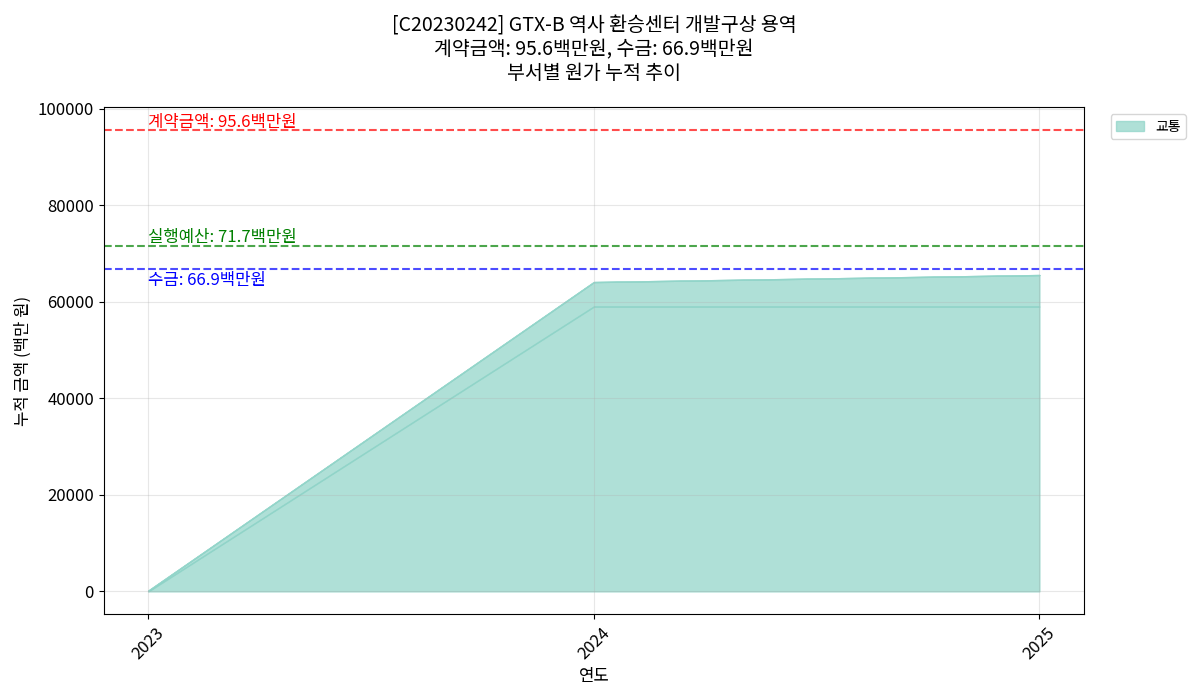 [C20230242] GTX-B 역사 환승센터 개발구상 용역
계약금액: 95.6백만원, 수금: 66.9백만원
부서별 원가 누적 추이
100000
80000
60000
40000
20000
0
누적 금액 (백만 원)
계약금액: 95.6백만원
실행예산: 71.7백만원
수금: 66.9백만원
교통
2023
2024
2025
연도